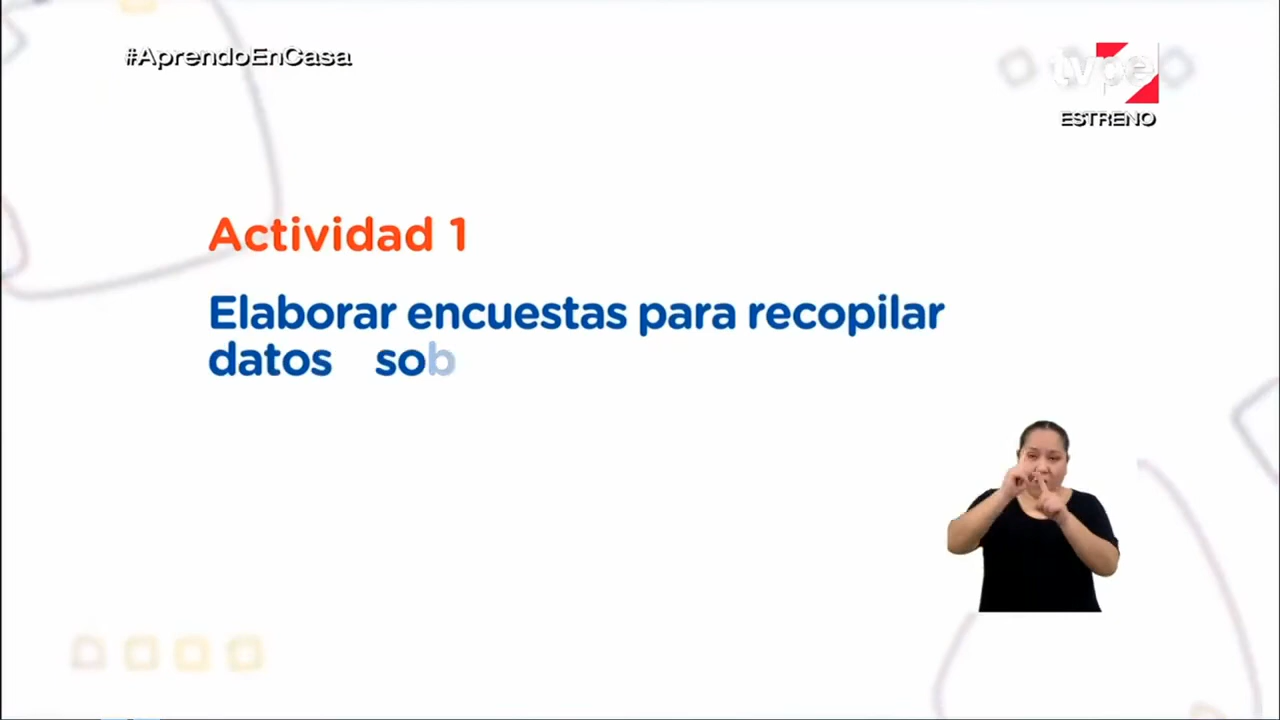 #AprendoEnCasa
tvpe
ESTRENO
Actividad 1
Elaborar encuestas para recopilar
datos sob